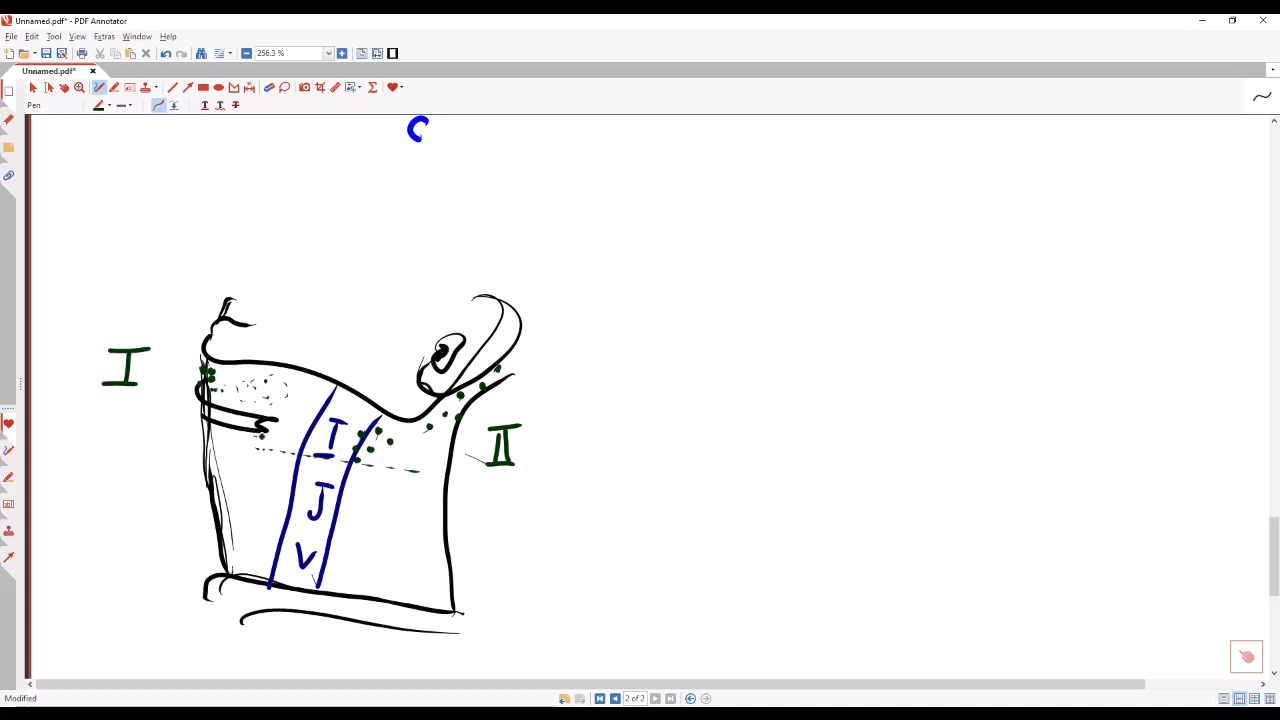 Unnamed.pdf* - PDF Annotator
File Edit Tool View Extras Window Help
256.3 %
Unnamed.pdf*
Pen
C
I
I
J
V
II
Modified
2 of 2